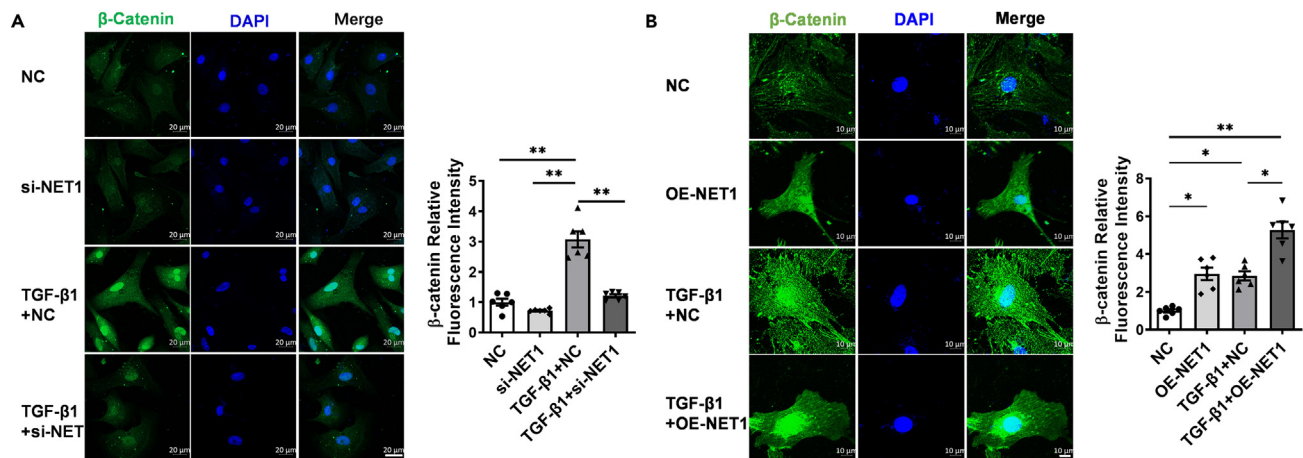 A
β-Catenin DAPI Merge
NC
20 μm 20 μm 20 μm
si-NET1
20 μm 20 μm 20 μm
TGF-β1
+NC
20 μm 20 μm 20 μm
TGF-β1
+si-NET
20 μm 20 μm 20 μm
β-catenin Relative
Fluorescence Intensity
5
4
3
2
1
0
**
**
**
NC
si-NET1
TGF-β1+NC
TGF-β1+si-NET1
B
β-Catenin DAPI Merge
NC
10 μm 10 μm 10 μm
OE-NET1
10 μm 10 μm 10 μm
TGF-β1
+NC
10 μm 10 μm 10 μm
TGF-β1
+OE-NET1
10 μm 10 μm 10 μm
β-catenin Relative
Fluorescence Intensity
8
6
4
2
0
**
*
*
*
NC
OE-NET1
TGF-β1+NC
TGF-β1+OE-NET1